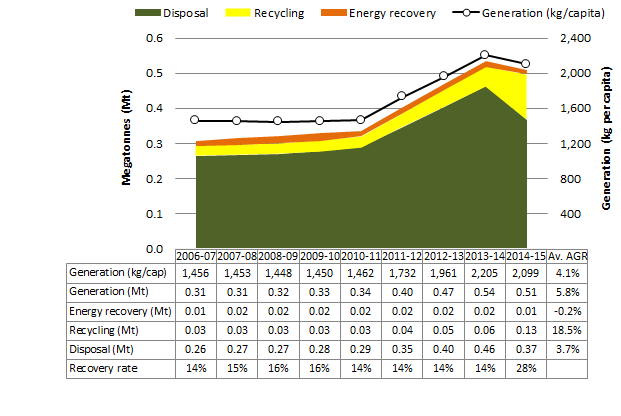 Disposal Recycling Energy recovery Generation (kg/capita)
0.6 2,400
0.5 2,000
0.4 1,600
0.3 1,200
0.2 800
0.1 400
0.0
Megatonnes (Mt)
Generation (kg per capita)
2006-07 2007-08 2008-09 2009-10 2010-11 2011-12 2012-13 2013-14 2014-15 Av. AGR
Generation (kg/cap) 1,456 1,453 1,448 1,450 1,462 1,732 1,961 2,205 2,099 4.1%
Generation (Mt) 0.31 0.31 0.32 0.33 0.34 0.40 0.47 0.54 0.51 5.8%
Energy recovery (Mt) 0.01 0.02 0.02 0.02 0.02 0.02 0.02 0.02 0.01 -0.2%
Recycling (Mt) 0.03 0.03 0.03 0.03 0.03 0.04 0.05 0.06 0.13 18.5%
Disposal (Mt) 0.26 0.27 0.27 0.28 0.29 0.35 0.40 0.46 0.37 3.7%
Recovery rate 14% 15% 16% 16% 14% 14% 14% 14% 28%